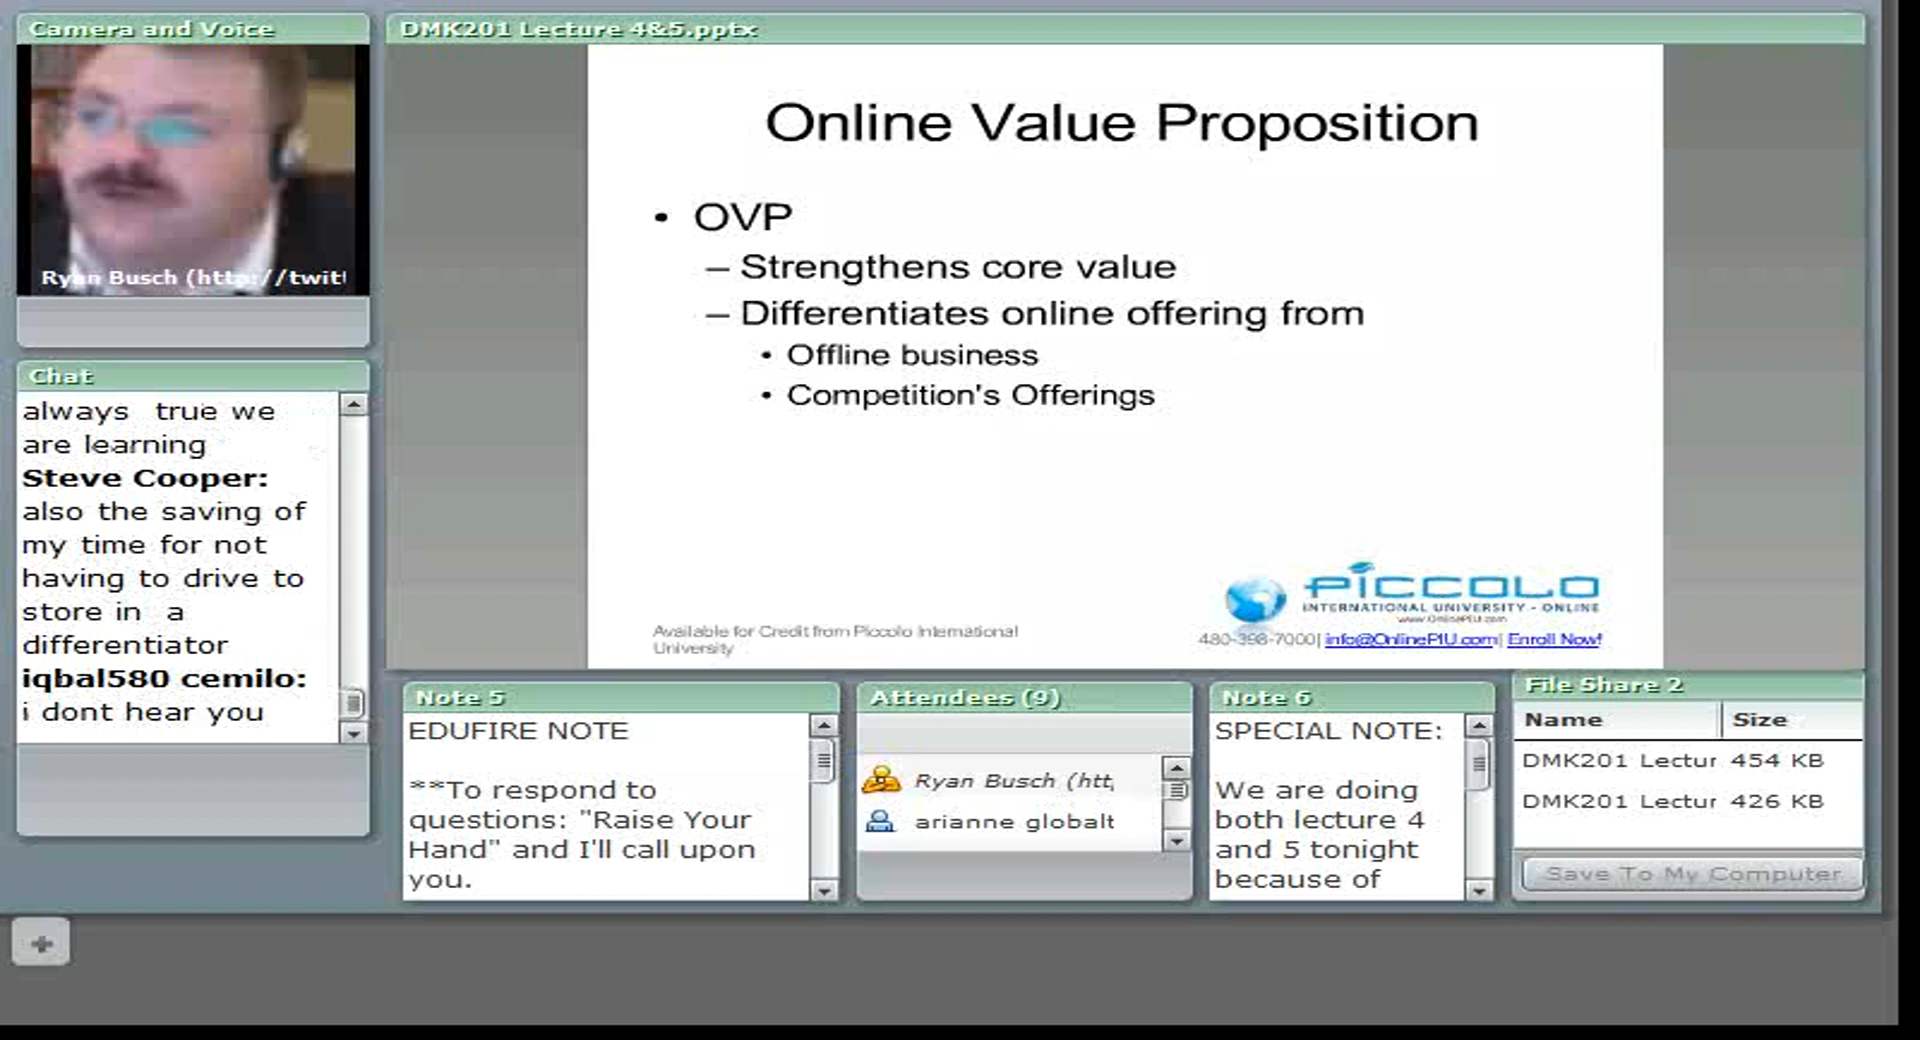 Camera and Voice
Ryan Busch (http://twitt
Chat
always true we
are learning
Steve Cooper:
also the saving of
my time for not
having to drive to
store in a
differentiator
iqbal580 cemilo:
i dont hear you
DMK201 Lecture 4&5.pptx
Online Value Proposition
• OVP
– Strengthens core value
– Differentiates online offering from
• Offline business
• Competition's Offerings
Available for Credit from Piccolo International
University
PICCOLO
INTERNATIONAL UNIVERSITY - ONLINE
www.OnlinePIU.com
480-398-7000| info@OnlinePIU.com| Enroll Now!
Note 5
EDUFIRE NOTE
**To respond to
questions: "Raise Your
Hand" and I'll call upon
you.
Attendees (9)
Ryan Busch (htt
arianne globalt
Note 6
SPECIAL NOTE:
We are doing
both lecture 4
and 5 tonight
because of
File Share 2
Name Size
DMK201 Lectur 454 KB
DMK201 Lectur 426 KB
Save To My Computer